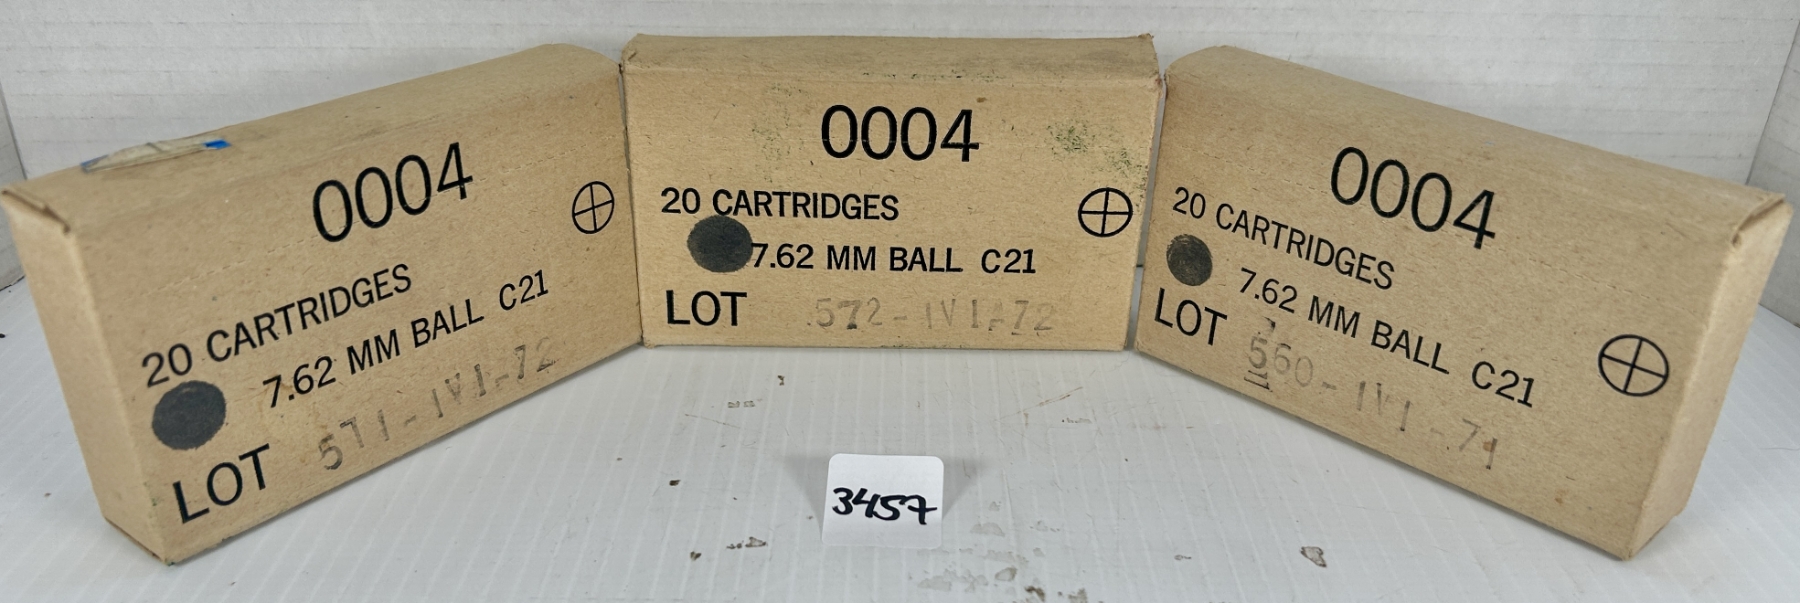 0004
20 CARTRIDGES
7.62 MM BALL C21
LOT 571-IVI-72
0004
20 CARTRIDGES
7.62 MM BALL C21
LOT 572-IVI-72
0004
20 CARTRIDGES
7.62 MM BALL C21
LOT 560-IVI-71
3457